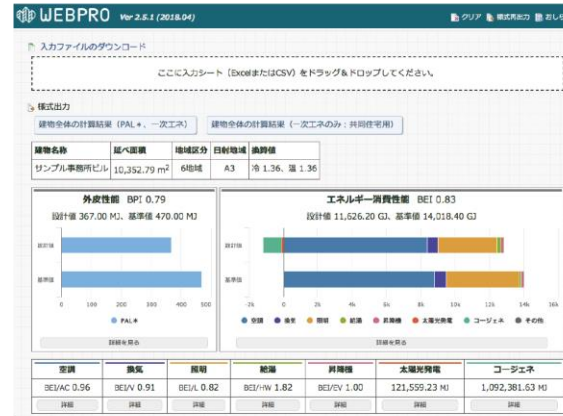 WEBPRO Ver 2.5.1 (2018.04)
クリア 様式再出力 おしら
入力ファイルのダウンロード
ここに入力シート（ExcelまたはCSV）をドラッグ＆ドロップしてください。
様式出力
建物全体の計算結果（PAL*、一次エネ） 建物全体の計算結果（一次エネのみ：共同住宅用）
建物名称 延べ面積 地域区分 日射地域 換算値
サンプル事務所ビル 10,352.79 m² 6地域 A3 冷 1.36、温 1.36
外皮性能 BPI 0.79
設計値 367.00 MJ、基準値 470.00 MJ
設計値
基準値
0 100 200 300 400 500
PAL*
詳細を見る
エネルギー消費性能 BEI 0.83
設計値 11,626.20 GJ、基準値 14,018.40 GJ
設計値
基準値
-2k 0 2k 4k 6k 8k 10k 12k 14k 16k
空調 換気 照明 給湯 昇降機 太陽光発電 コージェネ その他
詳細を見る
空調 換気 照明 給湯 昇降機 太陽光発電 コージェネ
BEI/AC 0.96 BEI/V 0.91 BEI/L 0.82 BEI/HW 1.82 BEI/EV 1.00 121,559.23 MJ 1,092,381.63 MJ
詳細 詳細 詳細 詳細 詳細 詳細 詳細